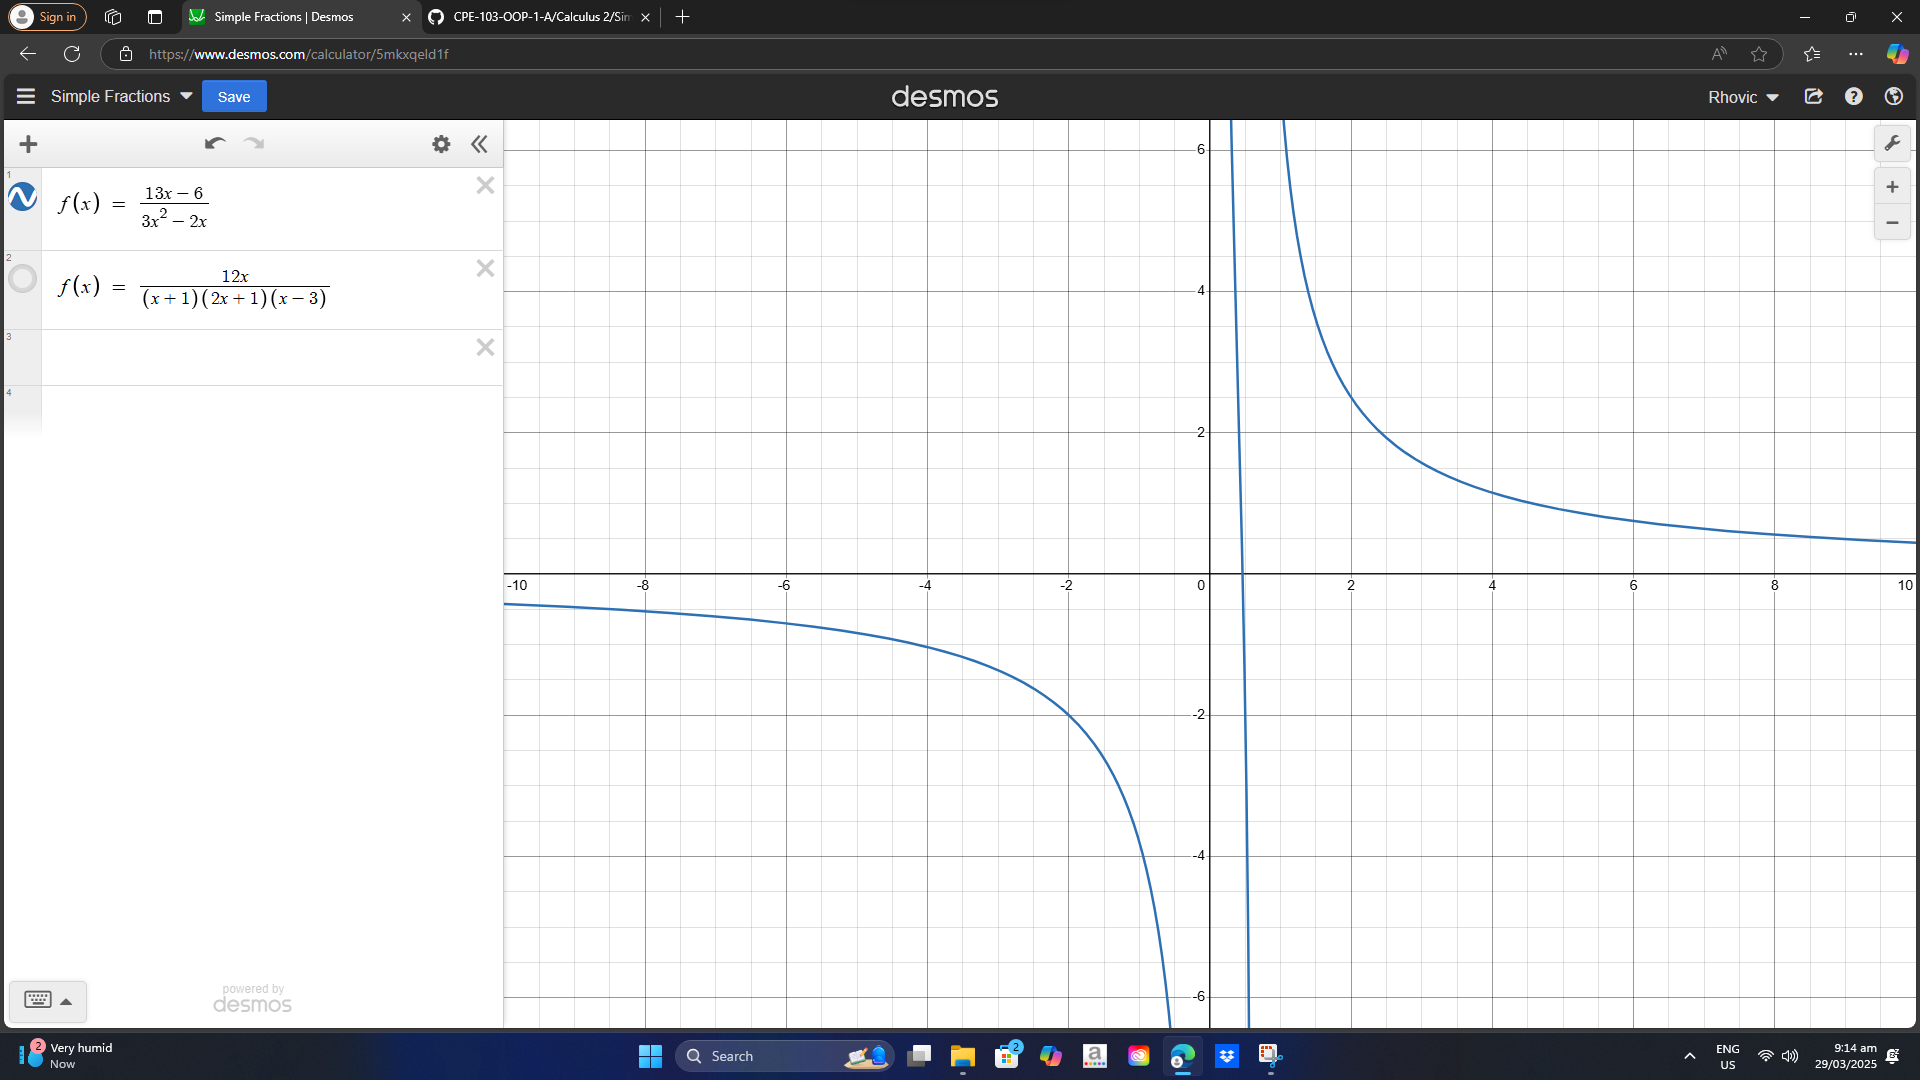 Sign in
Simple Fractions | Desmos
CPE-103-OOP-1-A/Calculus 2/Sim
https://www.desmos.com/calculator/5mkxqeld1f
Simple Fractions
Save
desmos
Rhovic
1
f(x) = \frac{13x-6}{3x^2-2x}
2
f(x) = \frac{12x}{(x+1)(2x+1)(x-3)}
3
4
6
4
2
-10 -8 -6 -4 -2 0 2 4 6 8 10
-2
-4
-6
powered by
desmos
2
Very humid
Now
Search
2
a
ENG
US
9:14 am
29/03/2025